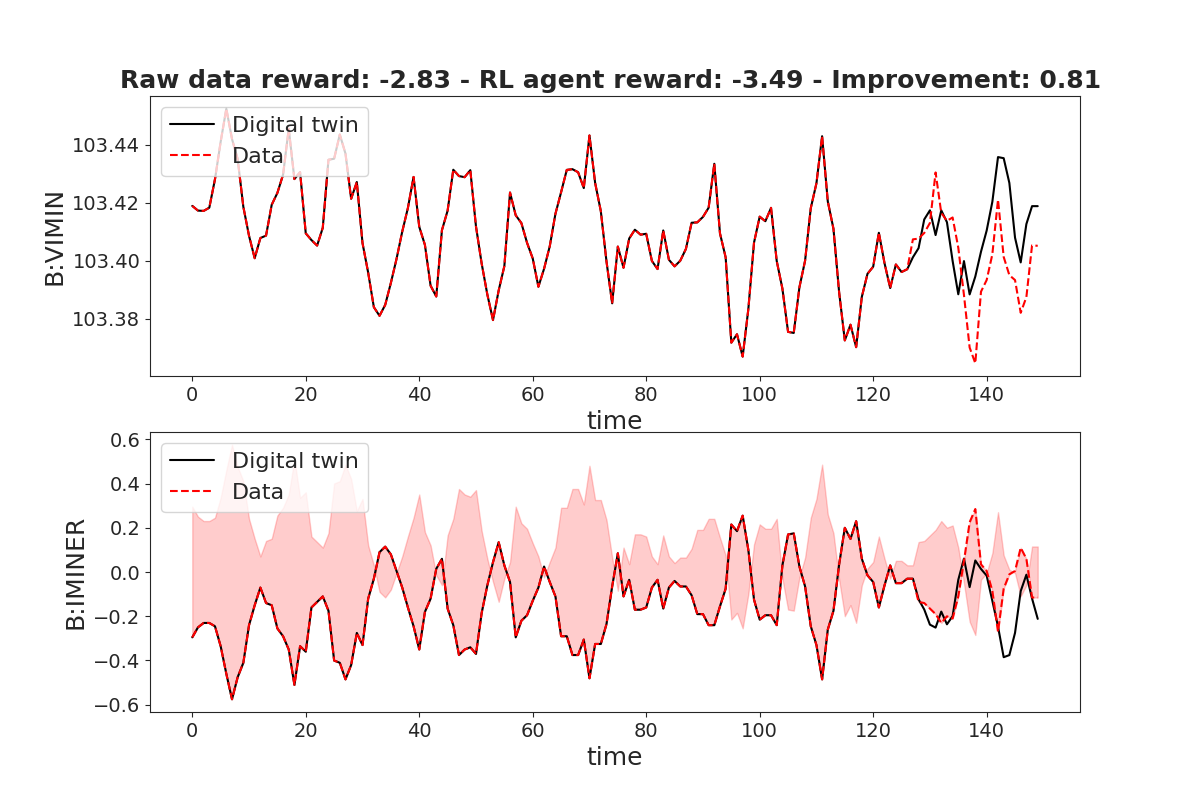 Raw data reward: -2.83 - RL agent reward: -3.49 - Improvement: 0.81
Digital twin
Data
103.44
103.42
103.40
103.38
B:VIMIN
0 20 40 60 80 100 120 140
time
Digital twin
Data
0.6
0.4
0.2
0.0
−0.2
−0.4
−0.6
B:IMINER
0 20 40 60 80 100 120 140
time